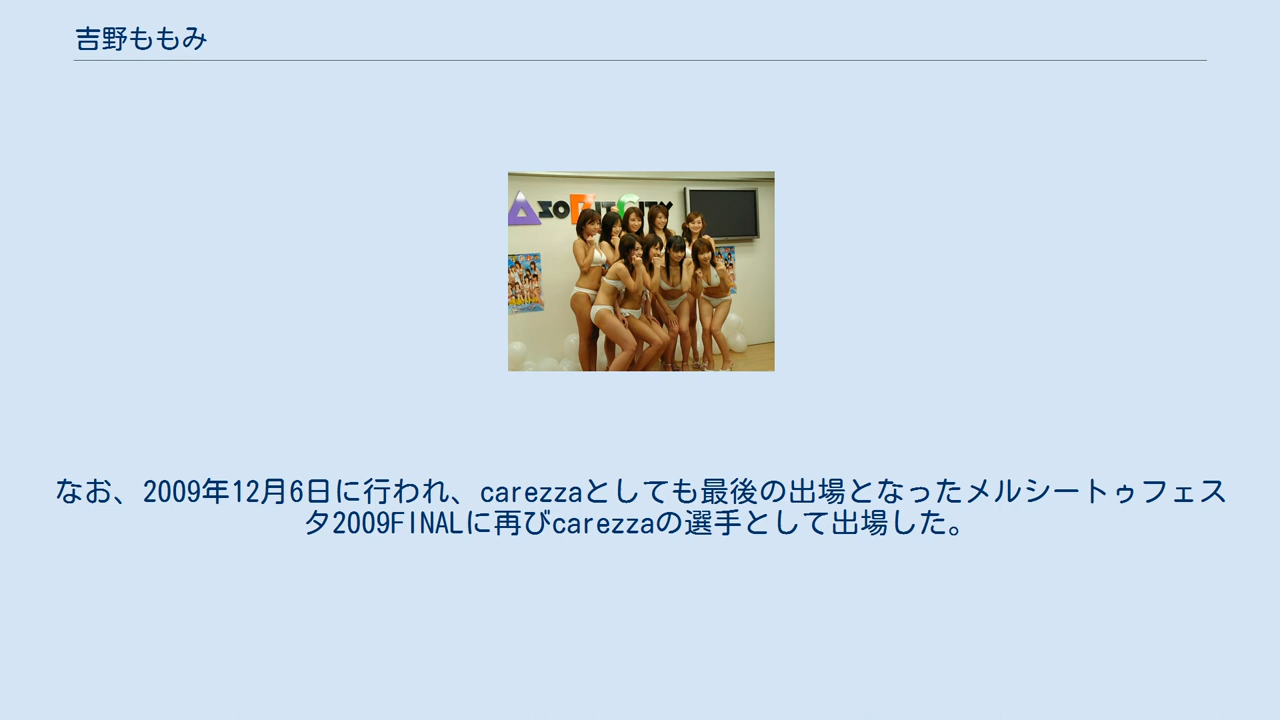 吉野ももみ
AsoBitCity
なお、2009年12月6日に行われ、carezzaとしても最後の出場となったメルシートゥフェス
タ2009FINALに再びcarezzaの選手として出場した。